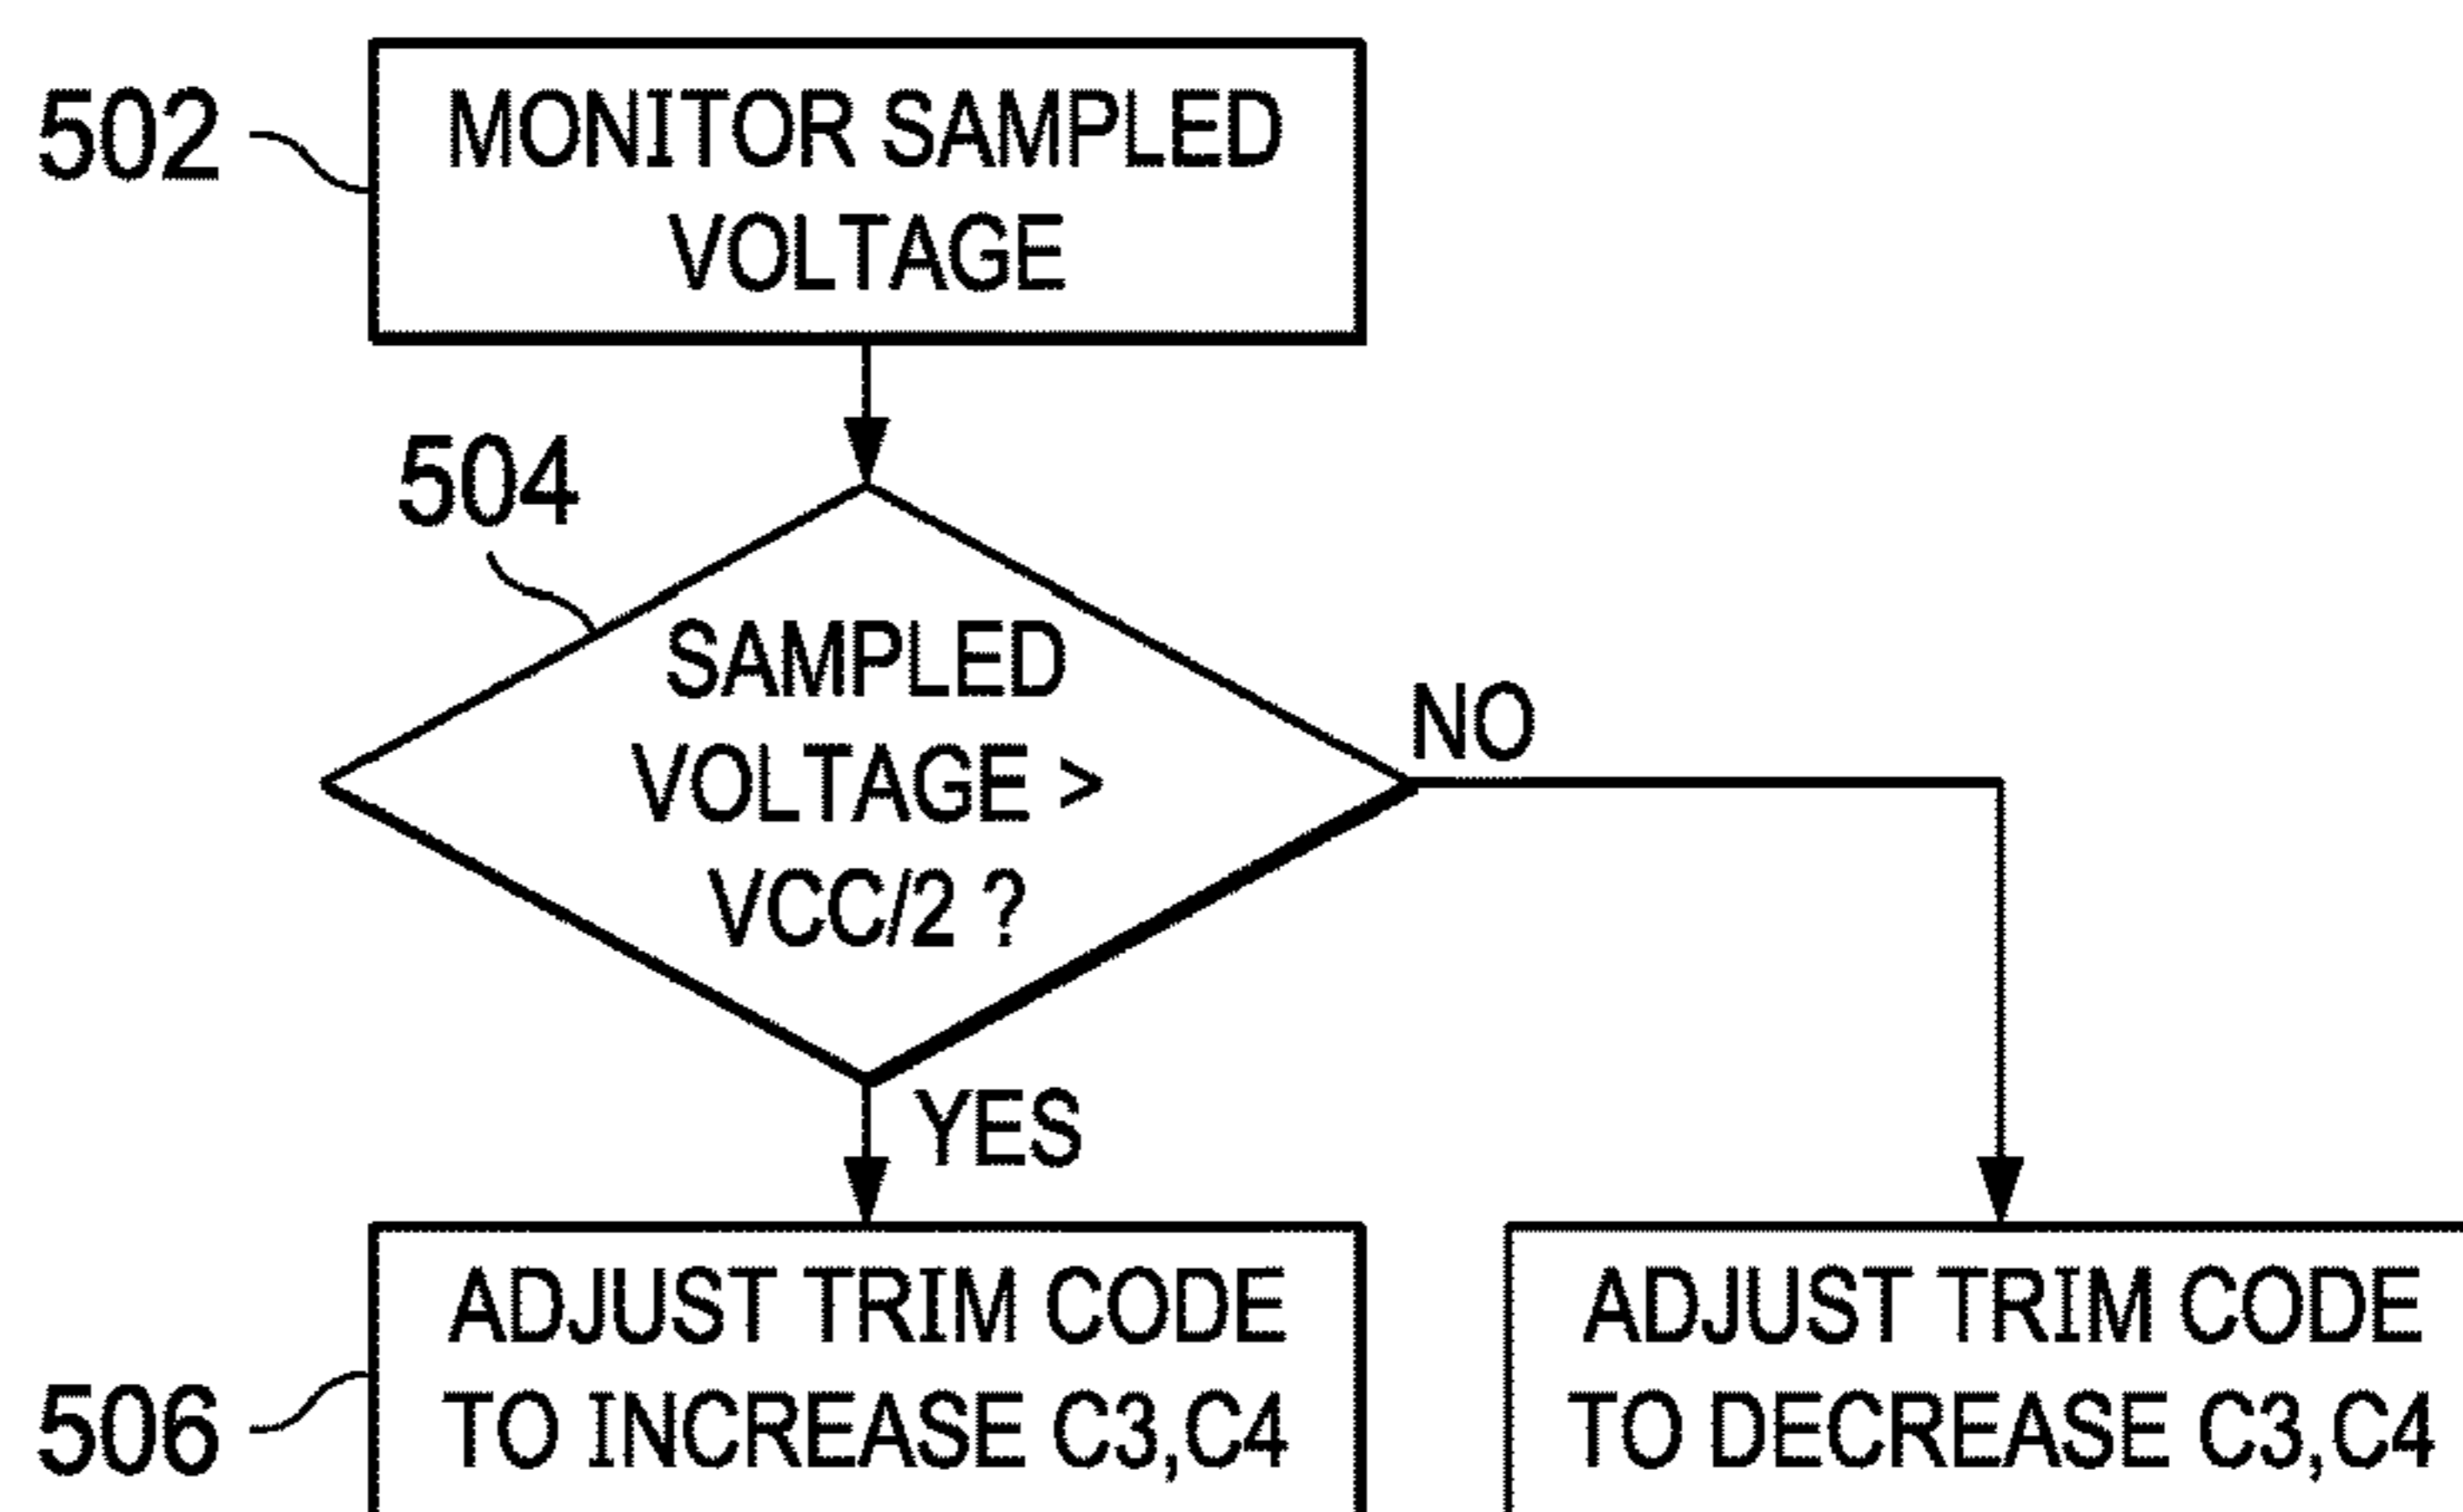 502
MONITOR SAMPLED
VOLTAGE
504
SAMPLED
VOLTAGE >
VCC/2 ?
NO
YES
506
ADJUST TRIM CODE
TO INCREASE C3,C4
ADJUST TRIM CODE
TO DECREASE C3,C4